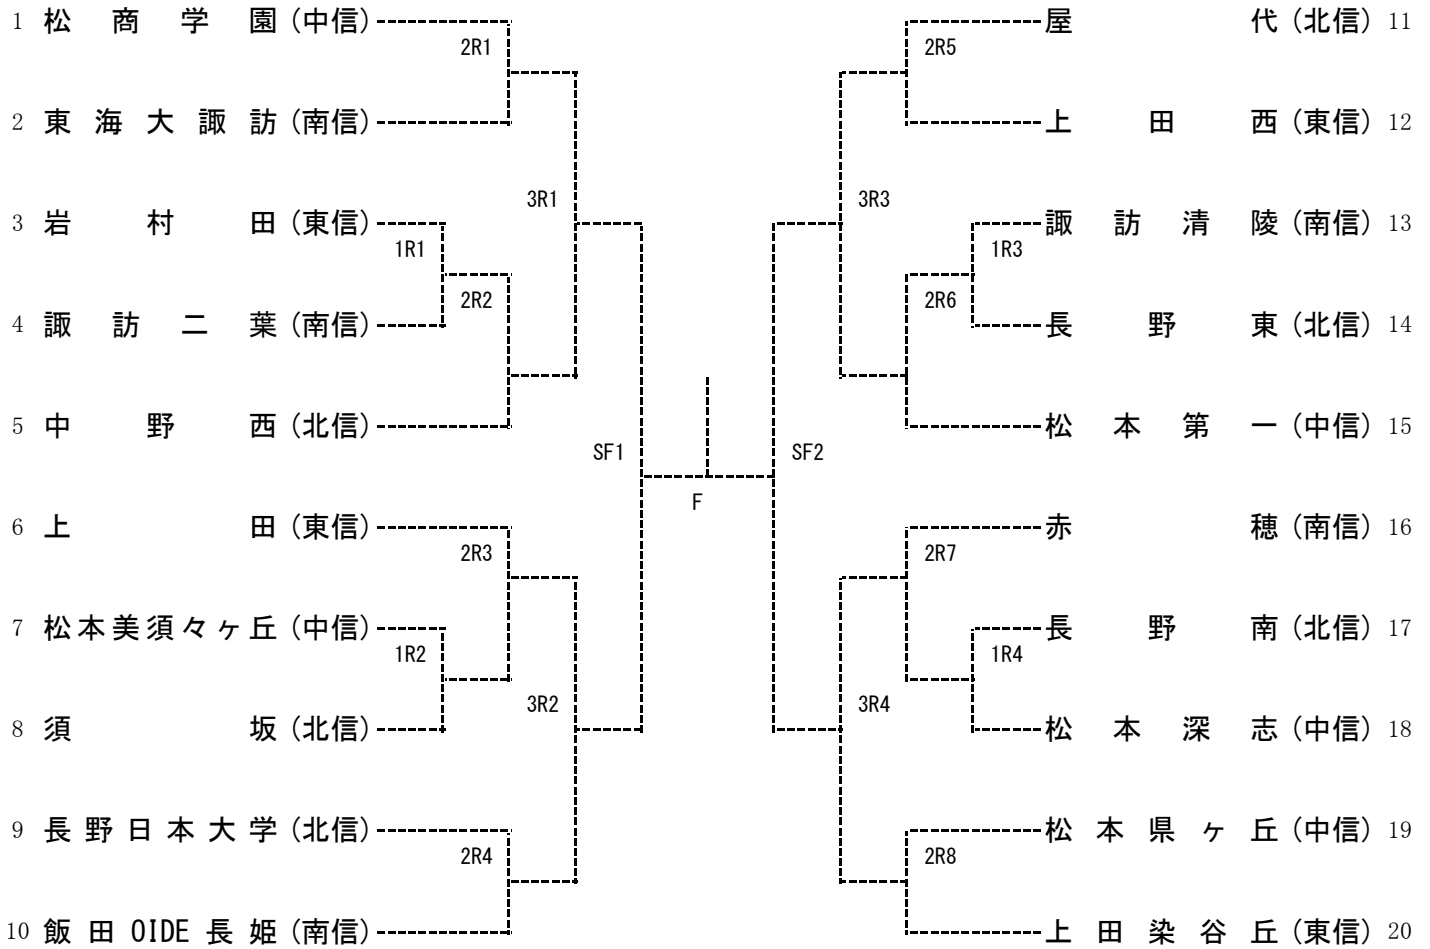 1 松商学園(中信)
2R1
2 東海大諏訪(南信)
3R1
3 岩村田(東信)
1R1
2R2
4 諏訪二葉(南信)
5 中野西(北信)
SF1
6 上田(東信)
2R3
7 松本美須々ヶ丘(中信)
1R2
3R2
8 須坂(北信)
9 長野日本大学(北信)
2R4
10 飯田OIDE長姫(南信)
F
屋代(北信) 11
2R5
上田西(東信) 12
3R3
諏訪清陵(南信) 13
1R3
2R6
長野東(北信) 14
松本第一(中信) 15
SF2
赤穂(南信) 16
2R7
長野南(北信) 17
1R4
3R4
松本深志(中信) 18
松本県ヶ丘(中信) 19
2R8
上田染谷丘(東信) 20